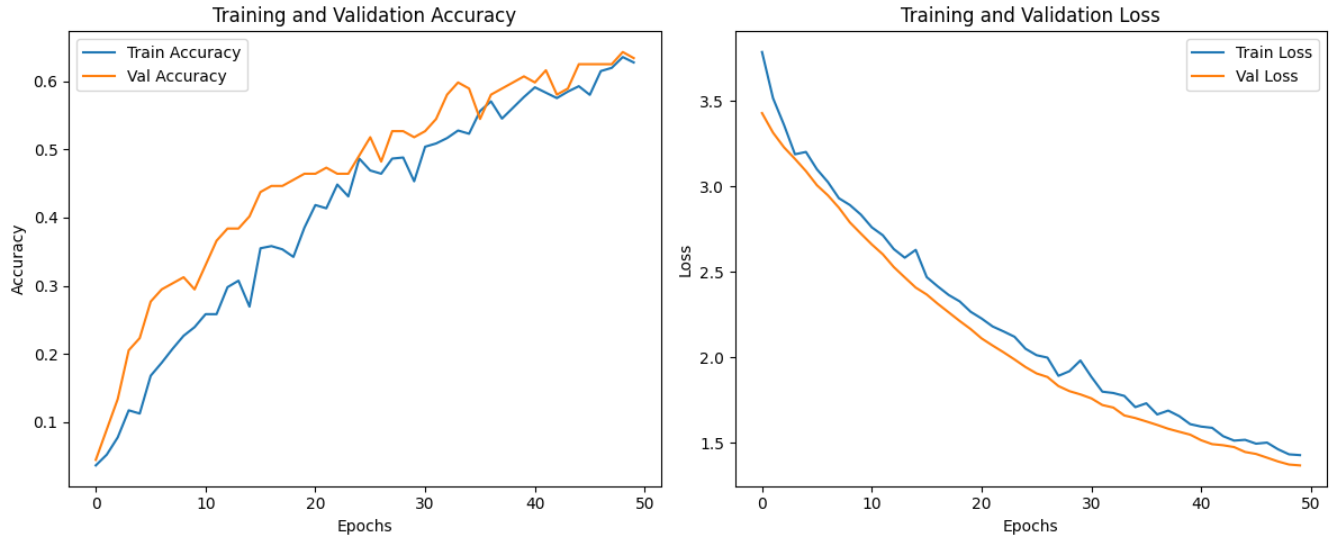 Training and Validation Accuracy
Train Accuracy
Val Accuracy
0.6
0.5
0.4
0.3
0.2
0.1
Accuracy
0 10 20 30 40 50
Epochs
Training and Validation Loss
Train Loss
Val Loss
3.5
3.0
2.5
2.0
1.5
Loss
0 10 20 30 40 50
Epochs